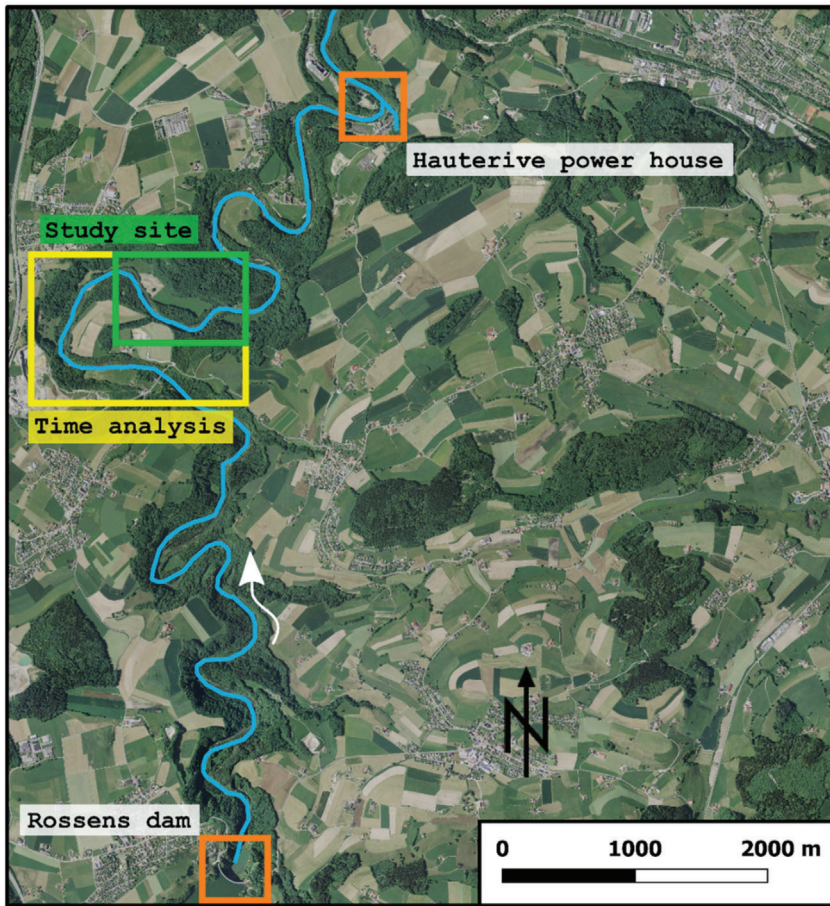 Hauterive power house
Study site
Time analysis
N
Rossens dam
0 1000 2000 m